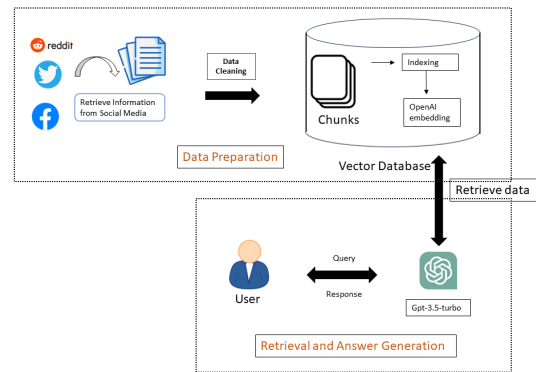 reddit
Retrieve Information
from Social Media
Data
Cleaning
Data Preparation
Chunks
Indexing
OpenAI
embedding
Vector Database
Retrieve data
User
Query
Response
Gpt-3.5-turbo
Retrieval and Answer Generation